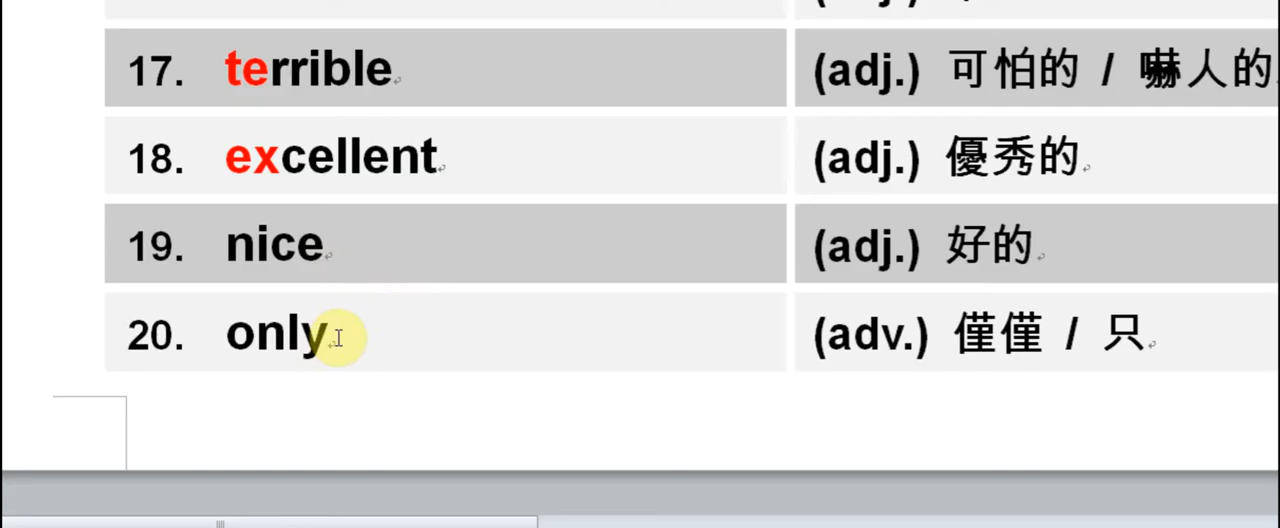 17. terrible (adj.) 可怕的 / 嚇人的
18. excellent (adj.) 優秀的
19. nice (adj.) 好的
20. only (adv.) 僅僅 / 只